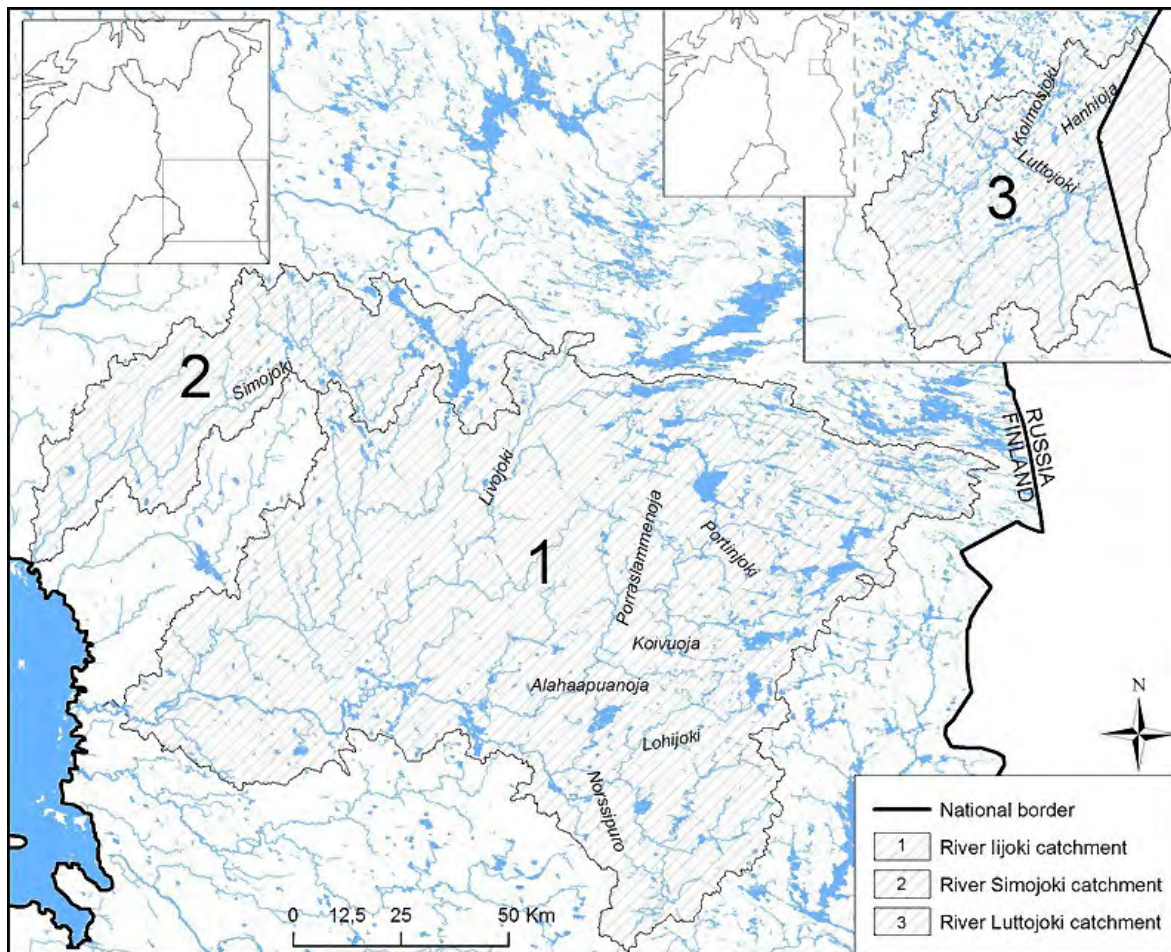 Kolmosjoki
Hanhioja
Luttojoki
3
2
Simojoki
RUSSIA
FINLAND
Livojoki
1
Porraslammenoja
Portinjoki
Koivuoja
Alahaapuanoja
Lohijoki
Norssipuro
N
0 12,5 25 50 Km
National border
1 River Iijoki catchment
2 River Simojoki catchment
3 River Luttojoki catchment